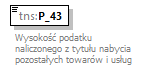 tns:P_43
Wysokość podatku
naliczonego z tytułu nabycia
pozostałych towarów i usług